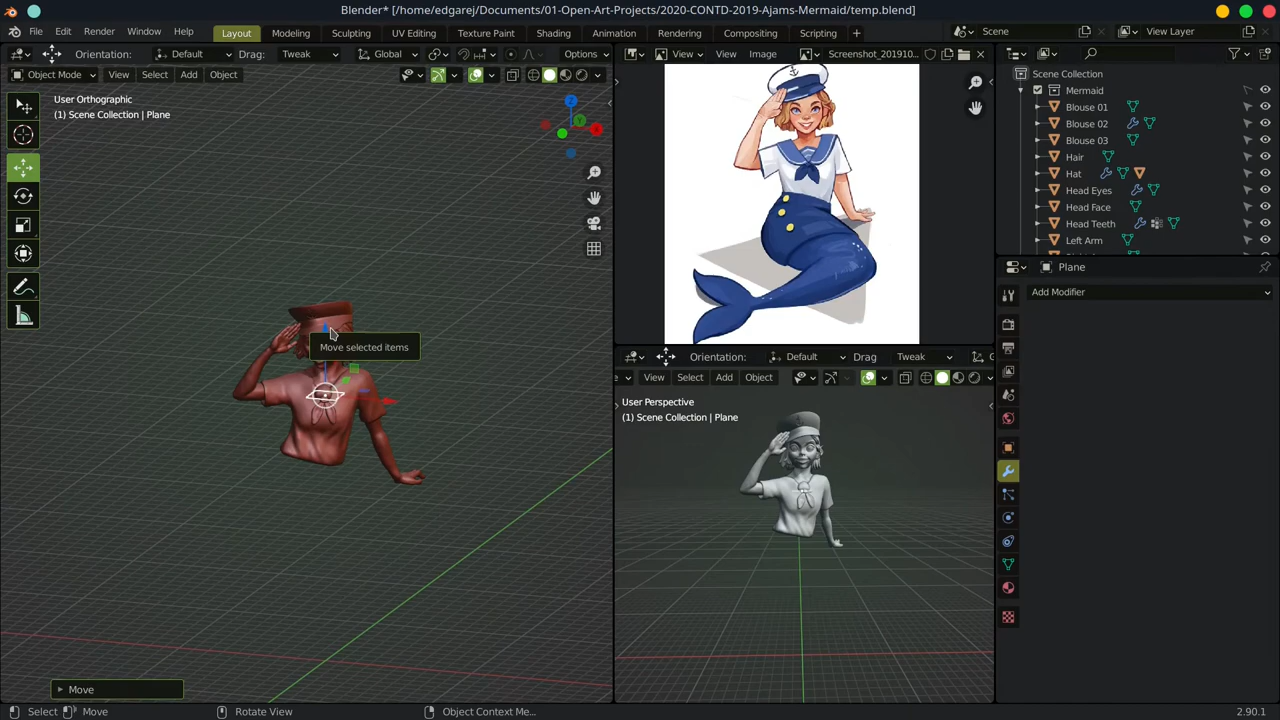 Blender* [/home/edgarej/Documents/01-Open-Art-Projects/2020-CONTD-2019-Ajams-Mermaid/temp.blend]
File Edit Render Window Help Layout Modeling Sculpting UV Editing Texture Paint Shading Animation Rendering Compositing Scripting + Scene View Layer
Orientation: Default Drag: Tweak Global Options
View View Image Screenshot_201910...
Object Mode View Select Add Object
User Orthographic
(1) Scene Collection | Plane
Scene Collection
Mermaid
Blouse 01
Blouse 02
Blouse 03
Hair
Hat
Head Eyes
Head Face
Head Teeth
Left Arm
Plane
Add Modifier
Move selected items
Orientation: Default Drag Tweak G
View Select Add Object
User Perspective
(1) Scene Collection | Plane
Move
Select Move Rotate View Object Context Me... 2.90.1